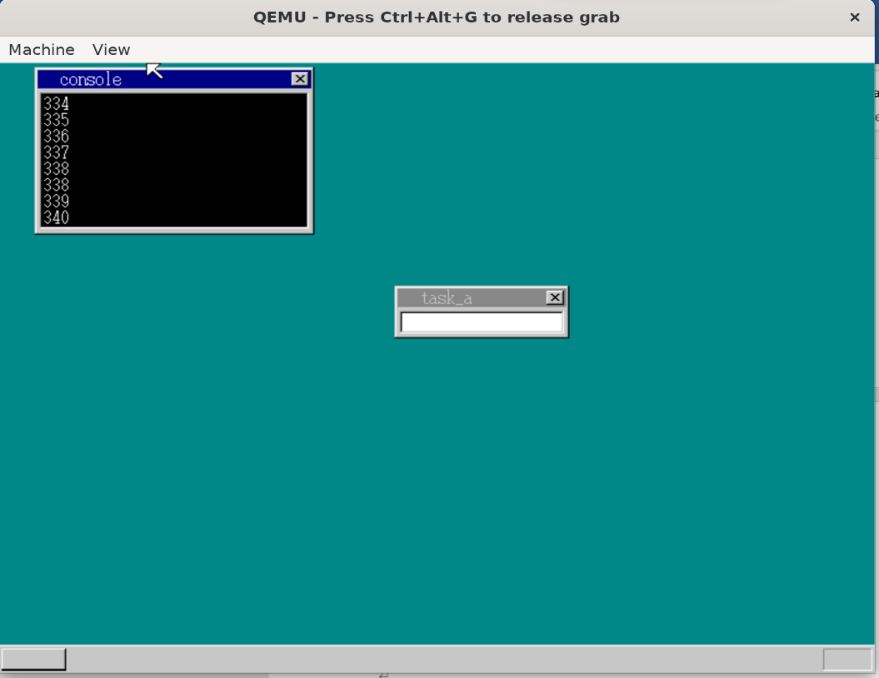 QEMU - Press Ctrl+Alt+G to release grab
Machine View
console
334
335
336
337
338
338
339
340
task_a